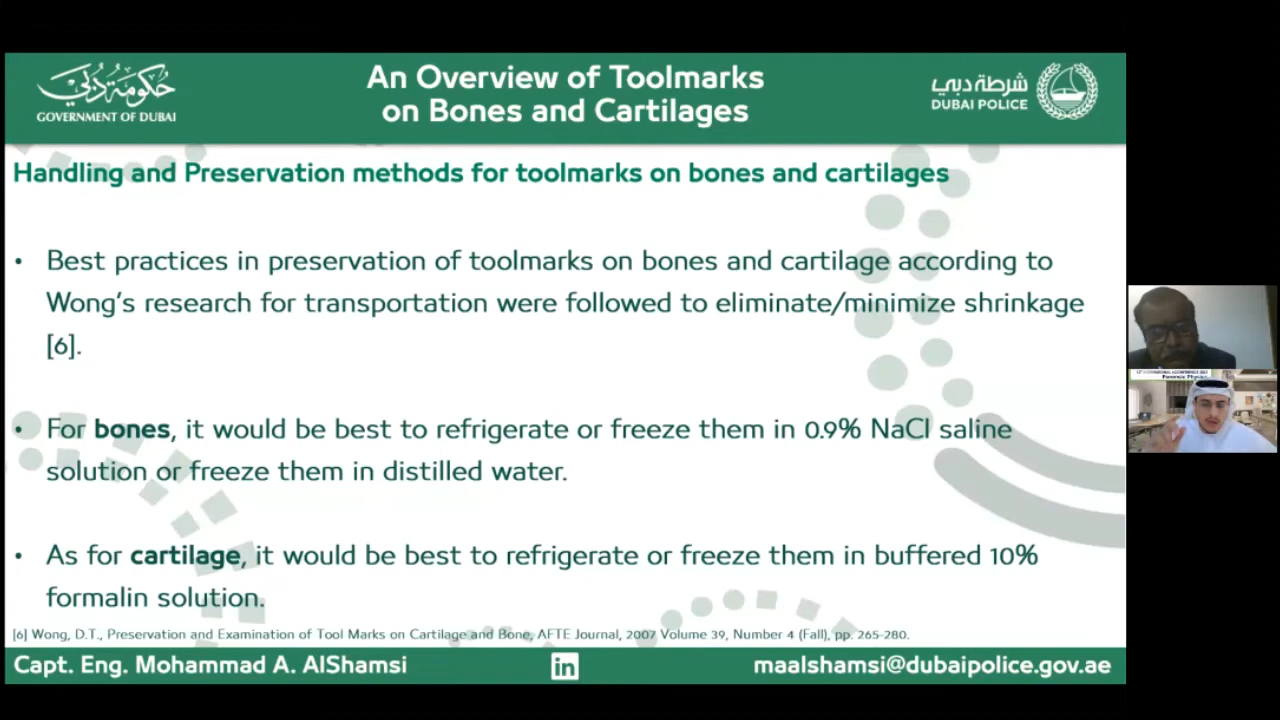 حكومة دبي
GOVERNMENT OF DUBAI
An Overview of Toolmarks
on Bones and Cartilages
شرطة دبي
DUBAI POLICE
Handling and Preservation methods for toolmarks on bones and cartilages
• Best practices in preservation of toolmarks on bones and cartilage according to
Wong's research for transportation were followed to eliminate/minimize shrinkage
[6].
• For bones, it would be best to refrigerate or freeze them in 0.9% NaCl saline
solution or freeze them in distilled water.
• As for cartilage, it would be best to refrigerate or freeze them in buffered 10%
formalin solution.
[6] Wong, D.T., Preservation and Examination of Tool Marks on Cartilage and Bone, AFTE Journal, 2007 Volume 39, Number 4 (Fall), pp. 265-280.
Capt. Eng. Mohammad A. AlShamsi
in
maalshamsi@dubaipolice.gov.ae
Forensic Physics